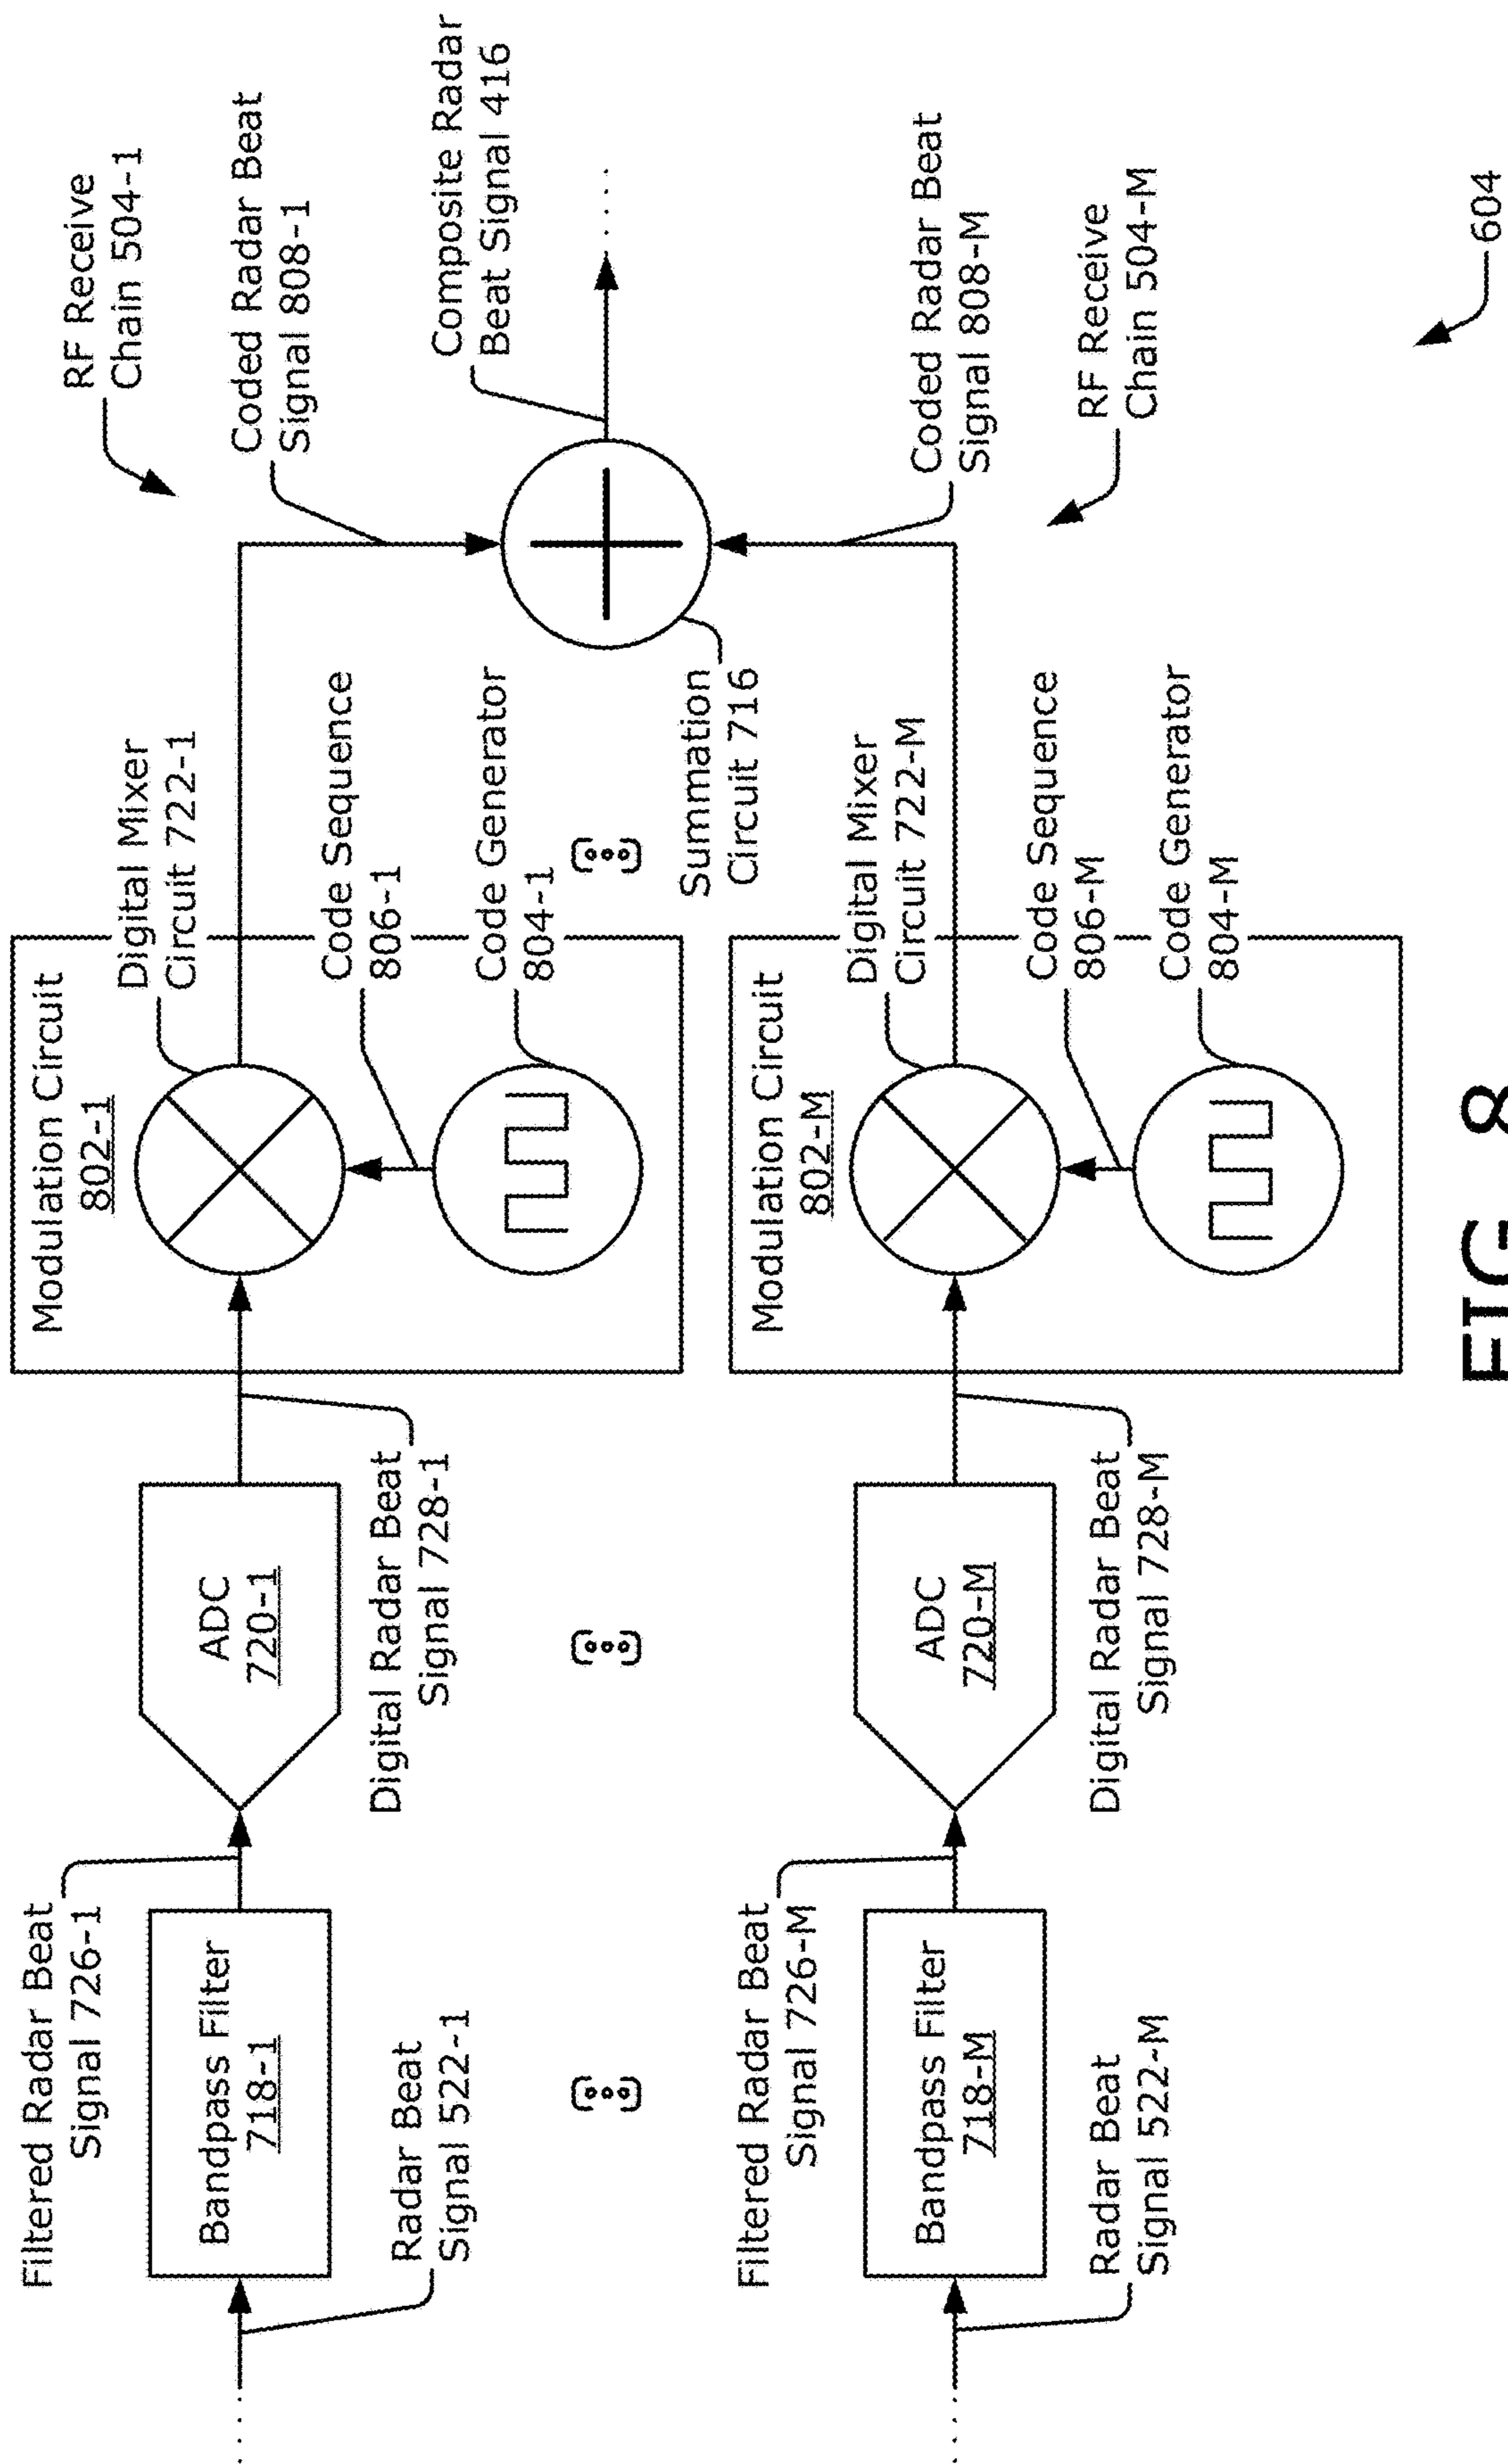 RF Receive
Chain 504-1
Filtered Radar Beat
Signal 726-1
Modulation Circuit
802-1
Digital Mixer
Circuit 722-1
Coded Radar Beat
Signal 808-1
Bandpass Filter
718-1
ADC
720-1
Code Sequence
806-1
Radar Beat
Signal 522-1
Digital Radar Beat
Signal 728-1
Code Generator
804-1
Composite Radar
Beat Signal 416
Summation
Circuit 716
Filtered Radar Beat
Signal 726-M
Modulation Circuit
802-M
Digital Mixer
Circuit 722-M
Coded Radar Beat
Signal 808-M
Bandpass Filter
718-M
ADC
720-M
Code Sequence
806-M
RF Receive
Chain 504-M
Radar Beat
Signal 522-M
Digital Radar Beat
Signal 728-M
Code Generator
804-M
604
FIG. 8